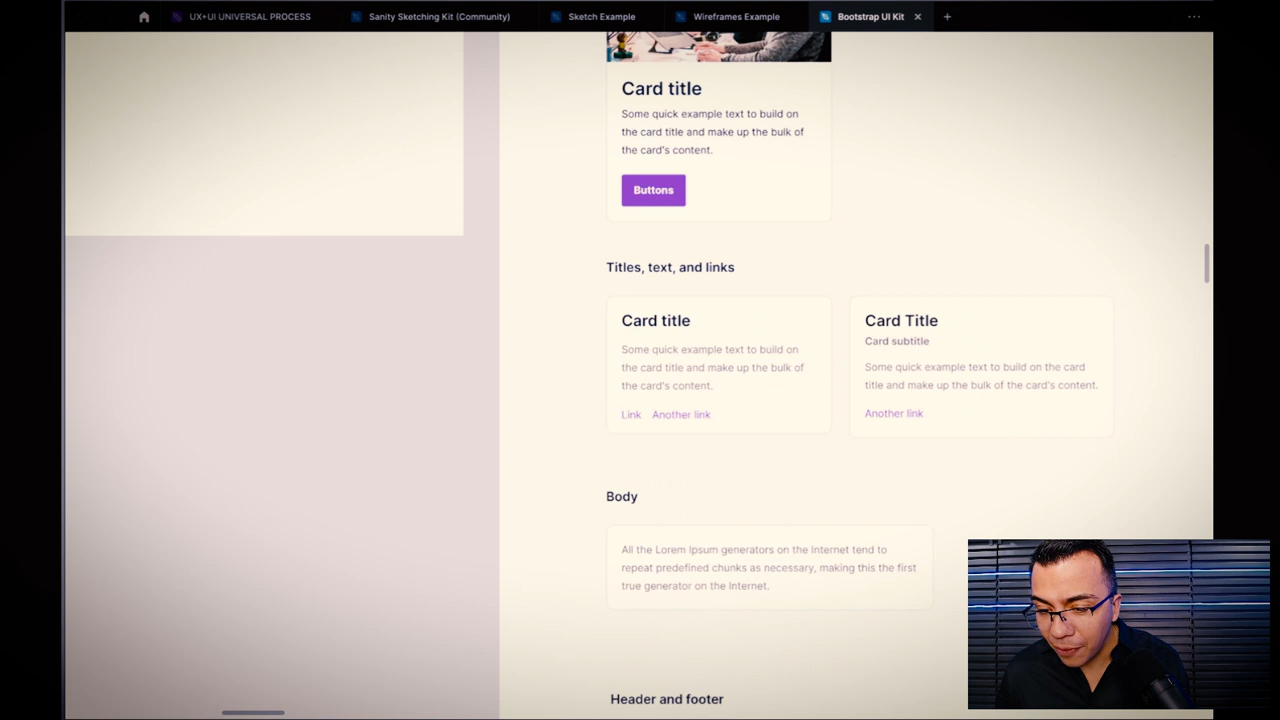 UX+UI UNIVERSAL PROCESS
Sanity Sketching Kit (Community)
Sketch Example
Wireframes Example
Bootstrap UI Kit
Card title
Some quick example text to build on
the card title and make up the bulk of
the card's content.
Buttons
Titles, text, and links
Card title
Some quick example text to build on
the card title and make up the bulk of
the card's content.
Link Another link
Card Title
Card subtitle
Some quick example text to build on the card
title and make up the bulk of the card's content.
Another link
Body
All the Lorem Ipsum generators on the Internet tend to
repeat predefined chunks as necessary, making this the first
true generator on the Internet.
Header and footer